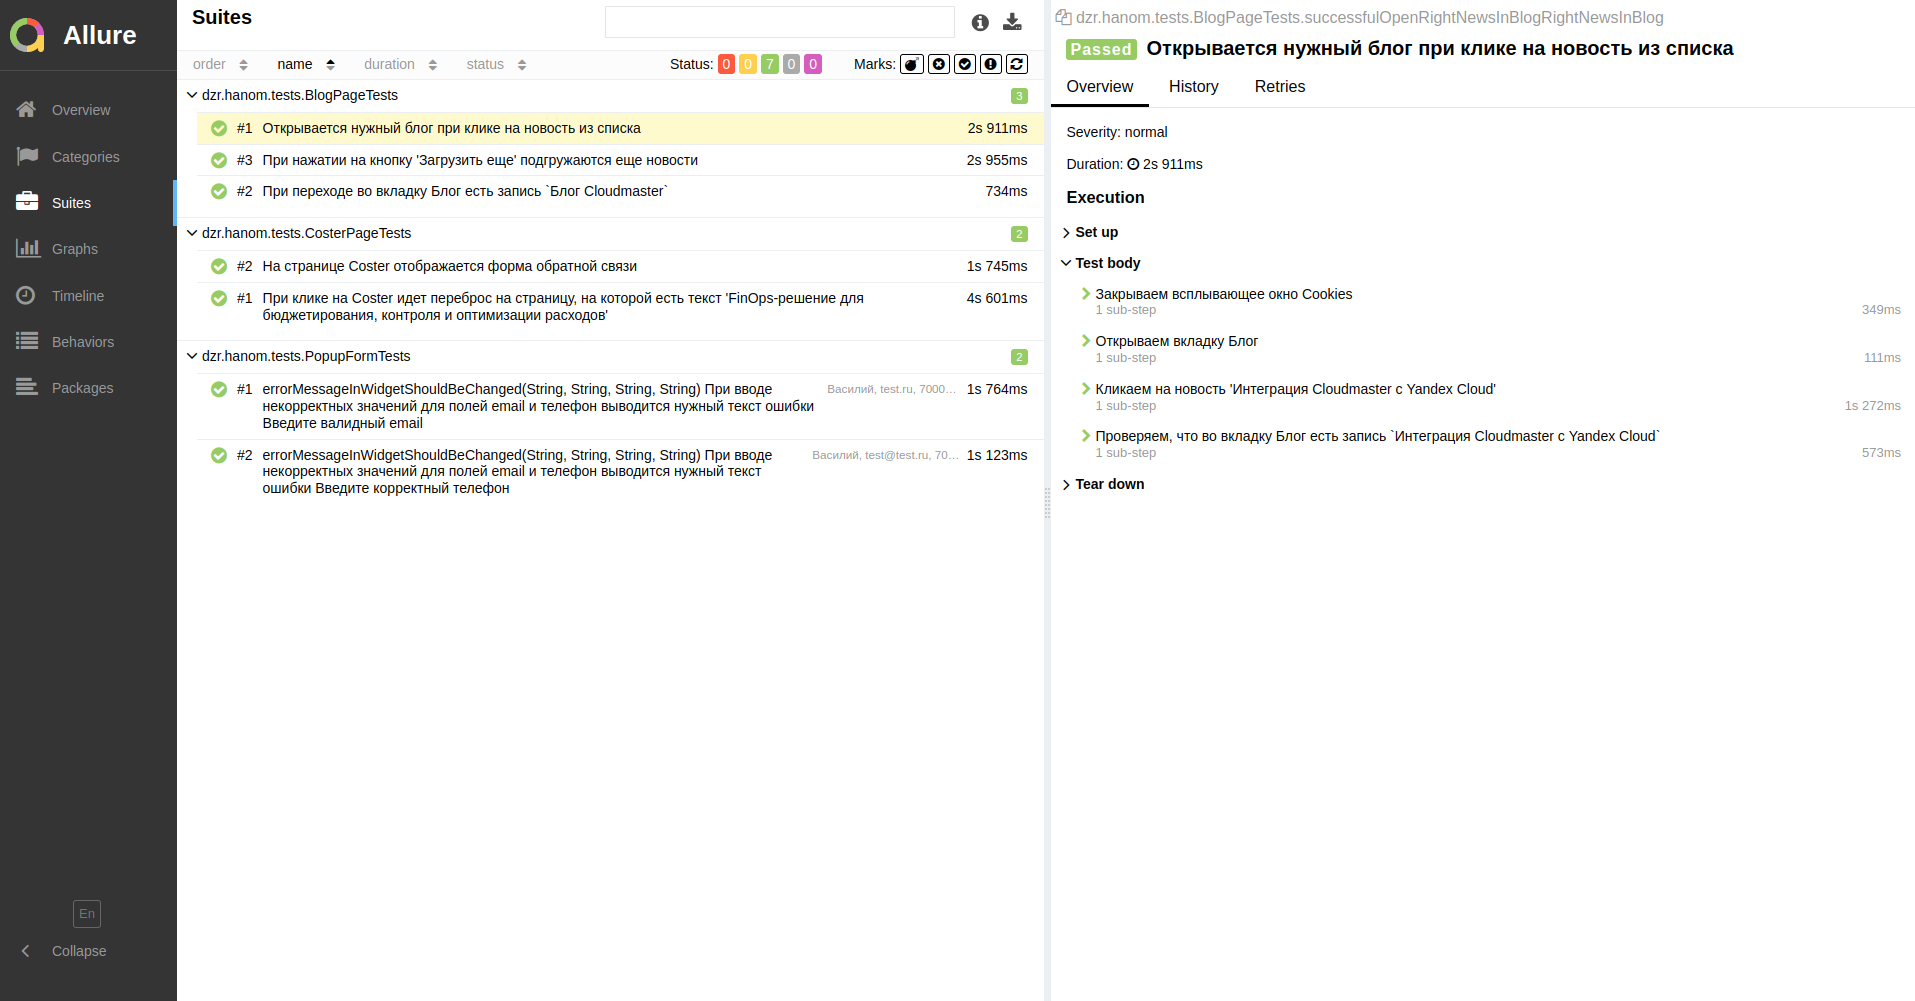 Allure
Overview
Categories
Suites
Graphs
Timeline
Behaviors
Packages
En
Collapse
Suites
order name duration status Status: 0 0 7 0 0 Marks:
dzr.hanom.tests.BlogPageTests 3
#1 Открывается нужный блог при клике на новость из списка 2s 911ms
#3 При нажатии на кнопку 'Загрузить еще' подгружаются еще новости 2s 955ms
#2 При переходе во вкладку Блог есть запись `Блог Cloudmaster` 734ms
dzr.hanom.tests.CosterPageTests 2
#2 На странице Coster отображается форма обратной связи 1s 745ms
#1 При клике на Coster идет переброс на страницу, на которой есть текст 'FinOps-решение для 4s 601ms
бюджетирования, контроля и оптимизации расходов'
dzr.hanom.tests.PopupFormTests 2
#1 errorMessageInWidgetShouldBeChanged(String, String, String, String) При вводе Василий, test.ru, 7000… 1s 764ms
некорректных значений для полей email и телефон выводится нужный текст ошибки
Введите валидный email
#2 errorMessageInWidgetShouldBeChanged(String, String, String, String) При вводе Василий, test@test.ru, 70… 1s 123ms
некорректных значений для полей email и телефон выводится нужный текст
ошибки Введите корректный телефон
dzr.hanom.tests.BlogPageTests.successfulOpenRightNewsInBlogRightNewsInBlog
Passed Открывается нужный блог при клике на новость из списка
Overview History Retries
Severity: normal
Duration: 2s 911ms
Execution
Set up
Test body
Закрываем всплывающее окно Cookies
1 sub-step 349ms
Открываем вкладку Блог
1 sub-step 111ms
Кликаем на новость 'Интеграция Cloudmaster с Yandex Cloud'
1 sub-step 1s 272ms
Проверяем, что во вкладку Блог есть запись `Интеграция Cloudmaster с Yandex Cloud`
1 sub-step 573ms
Tear down